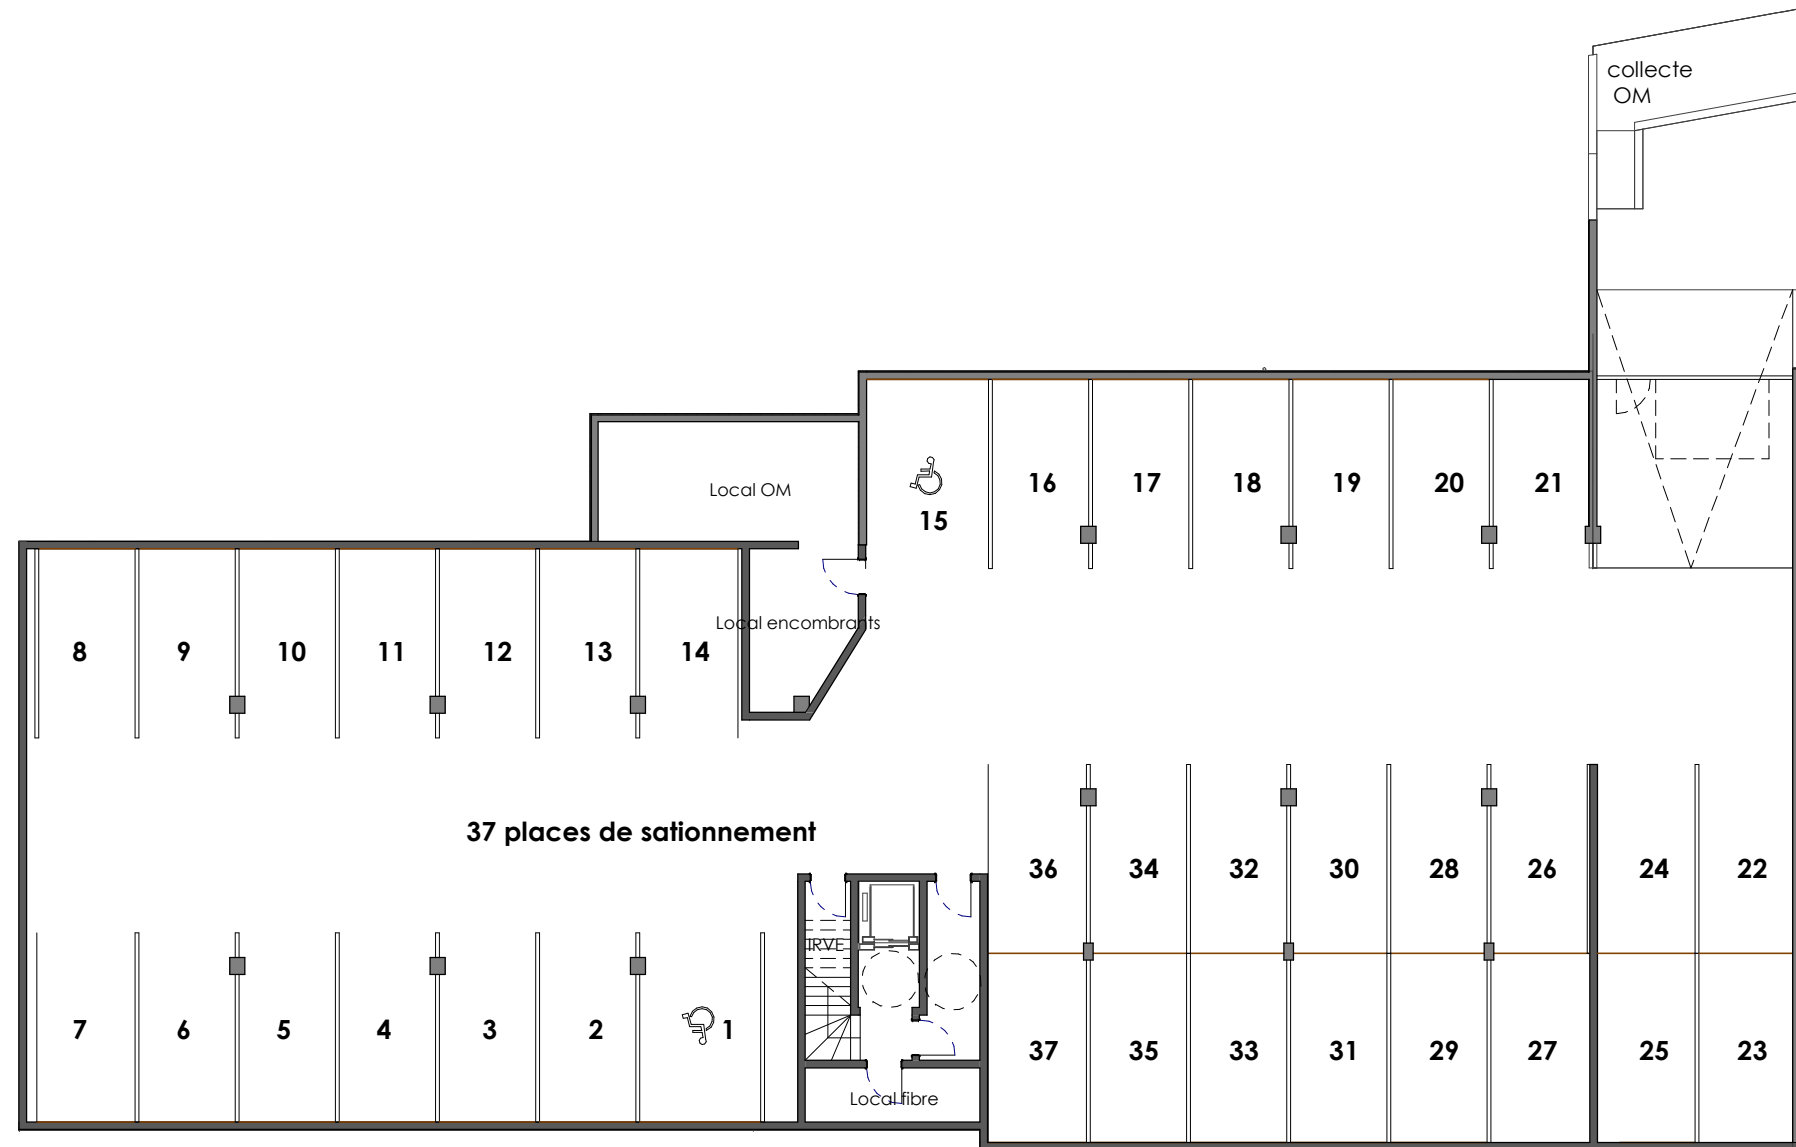 collecte
OM
16 17 18 19 20 21
Local OM
15
Local encombrants
8 9 10 11 12 13 14
37 places de sationnement
36 34 32 30 28 26 24 22
IRVE
7 6 5 4 3 2 1
37 35 33 31 29 27 25 23
Local fibre